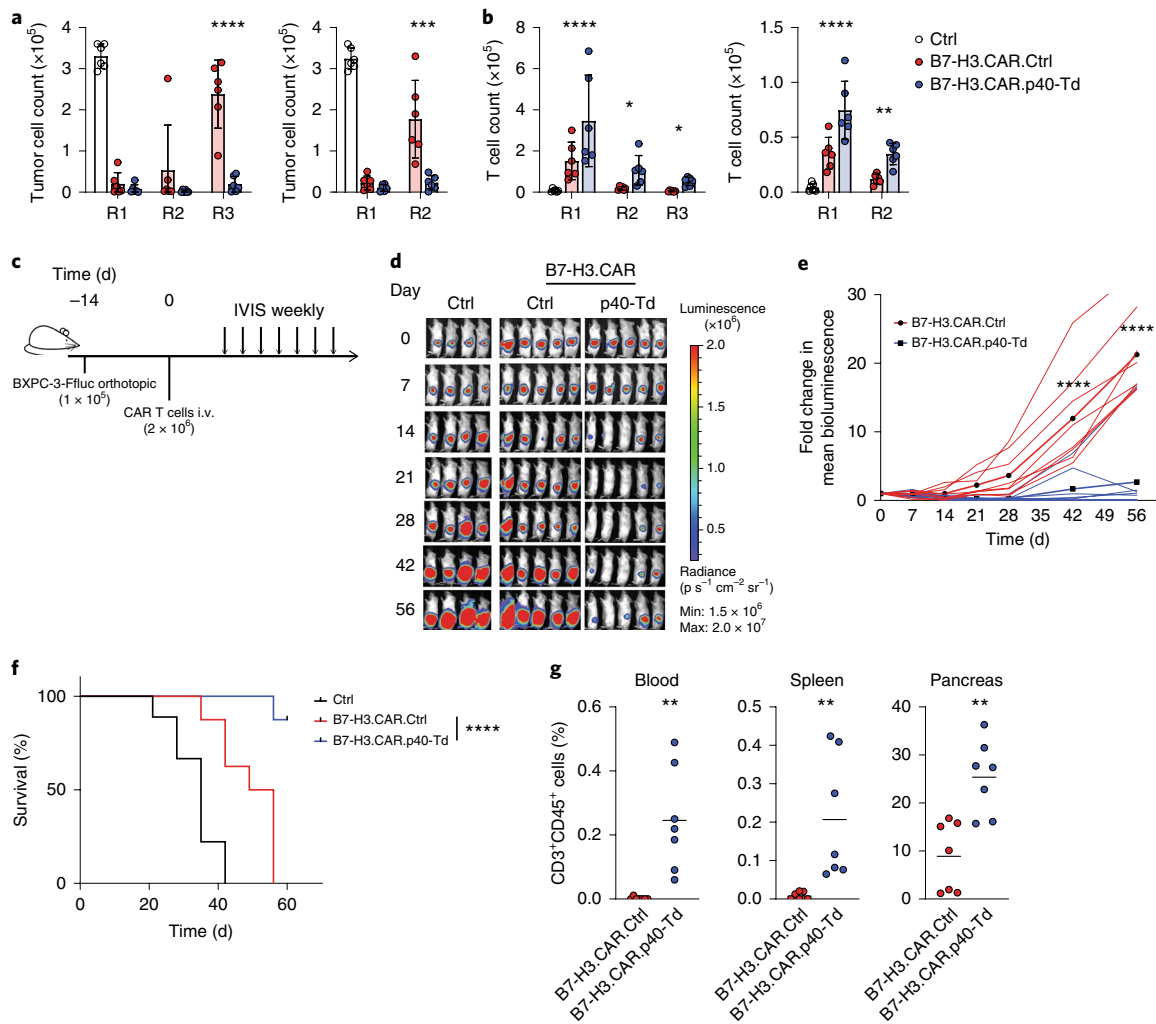 a
Tumor cell count (×10⁵)
4
3
2
1
0
****
R1
R2
R3
Tumor cell count (×10⁵)
4
3
2
1
0
***
R1
R2
b
T cell count (×10⁵)
8
6
4
2
0
****
*
*
R1
R2
R3
T cell count (×10⁵)
1.5
1.0
0.5
0.0
****
**
R1
R2
Ctrl
B7-H3.CAR.Ctrl
B7-H3.CAR.p40-Td
c
Time (d)
−14
0
IVIS weekly
BXPC-3-Ffluc orthotopic
(1 × 10⁵)
CAR T cells i.v.
(2 × 10⁶)
d
B7-H3.CAR
Day
Ctrl
Ctrl
p40-Td
0
7
14
21
28
42
56
Luminescence
(×10⁶)
2.0
1.5
1.0
0.5
Radiance
(p s⁻¹ cm⁻² sr⁻¹)
Min: 1.5 × 10⁶
Max: 2.0 × 10⁷
e
Fold change in
mean bioluminescence
30
20
10
0
B7-H3.CAR.Ctrl
B7-H3.CAR.p40-Td
****
****
0
7
14
21
28
35
42
49
56
Time (d)
f
Survival (%)
100
50
0
0
20
40
60
Time (d)
Ctrl
B7-H3.CAR.Ctrl
B7-H3.CAR.p40-Td
****
g
CD3⁺CD45⁺ cells (%)
Blood
**
0.6
0.4
0.2
0.0
B7-H3.CAR.Ctrl
B7-H3.CAR.p40-Td
Spleen
**
0.5
0.4
0.3
0.2
0.1
0.0
B7-H3.CAR.Ctrl
B7-H3.CAR.p40-Td
Pancreas
**
40
30
20
10
0
B7-H3.CAR.Ctrl
B7-H3.CAR.p40-Td